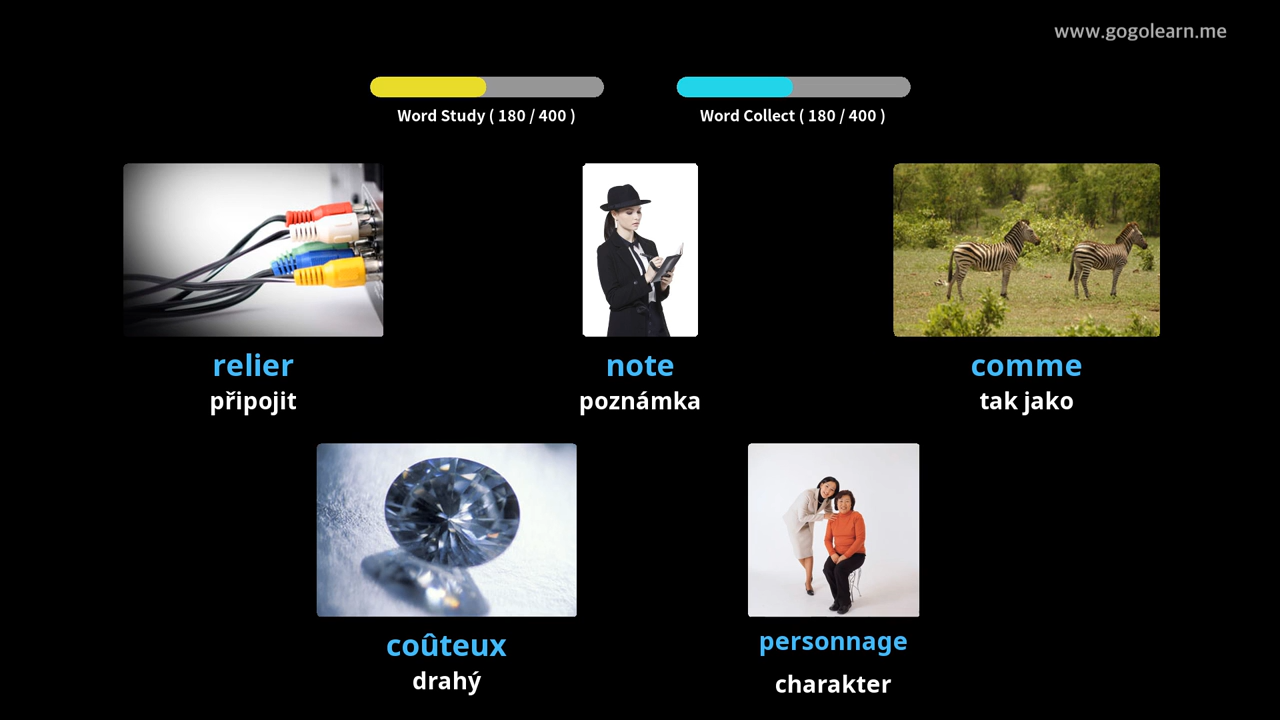 www.gogolearn.me
Word Study ( 180 / 400 )
Word Collect ( 180 / 400 )
relier
připojit
note
poznámka
comme
tak jako
coûteux
drahý
personnage
charakter